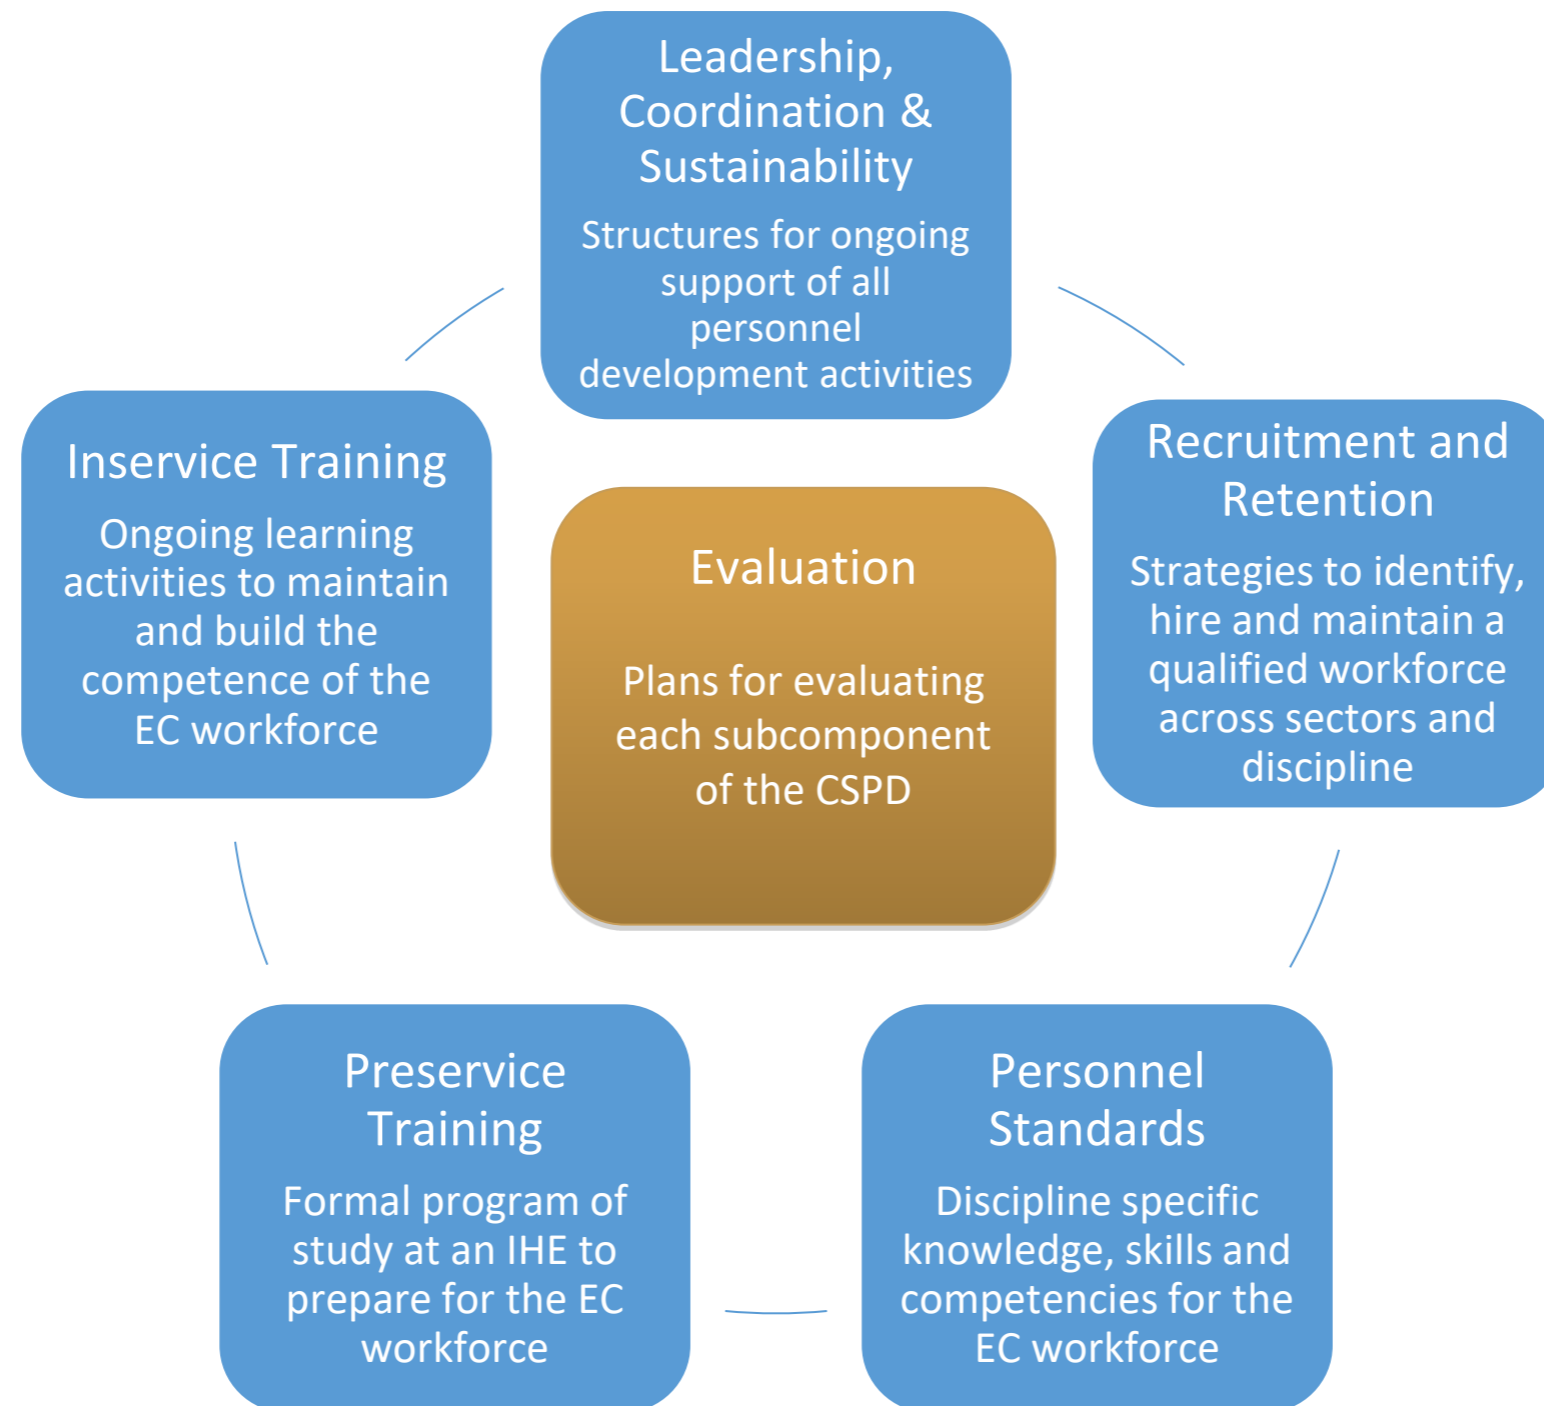 Leadership,
Coordination &
Sustainability
Structures for ongoing
support of all
personnel
development activities
Recruitment and
Retention
Strategies to identify,
hire and maintain a
qualified workforce
across sectors and
discipline
Personnel
Standards
Discipline specific
knowledge, skills and
competencies for the
EC workforce
Preservice
Training
Formal program of
study at an IHE to
prepare for the EC
workforce
Inservice Training
Ongoing learning
activities to maintain
and build the
competence of the
EC workforce
Evaluation
Plans for evaluating
each subcomponent
of the CSPD